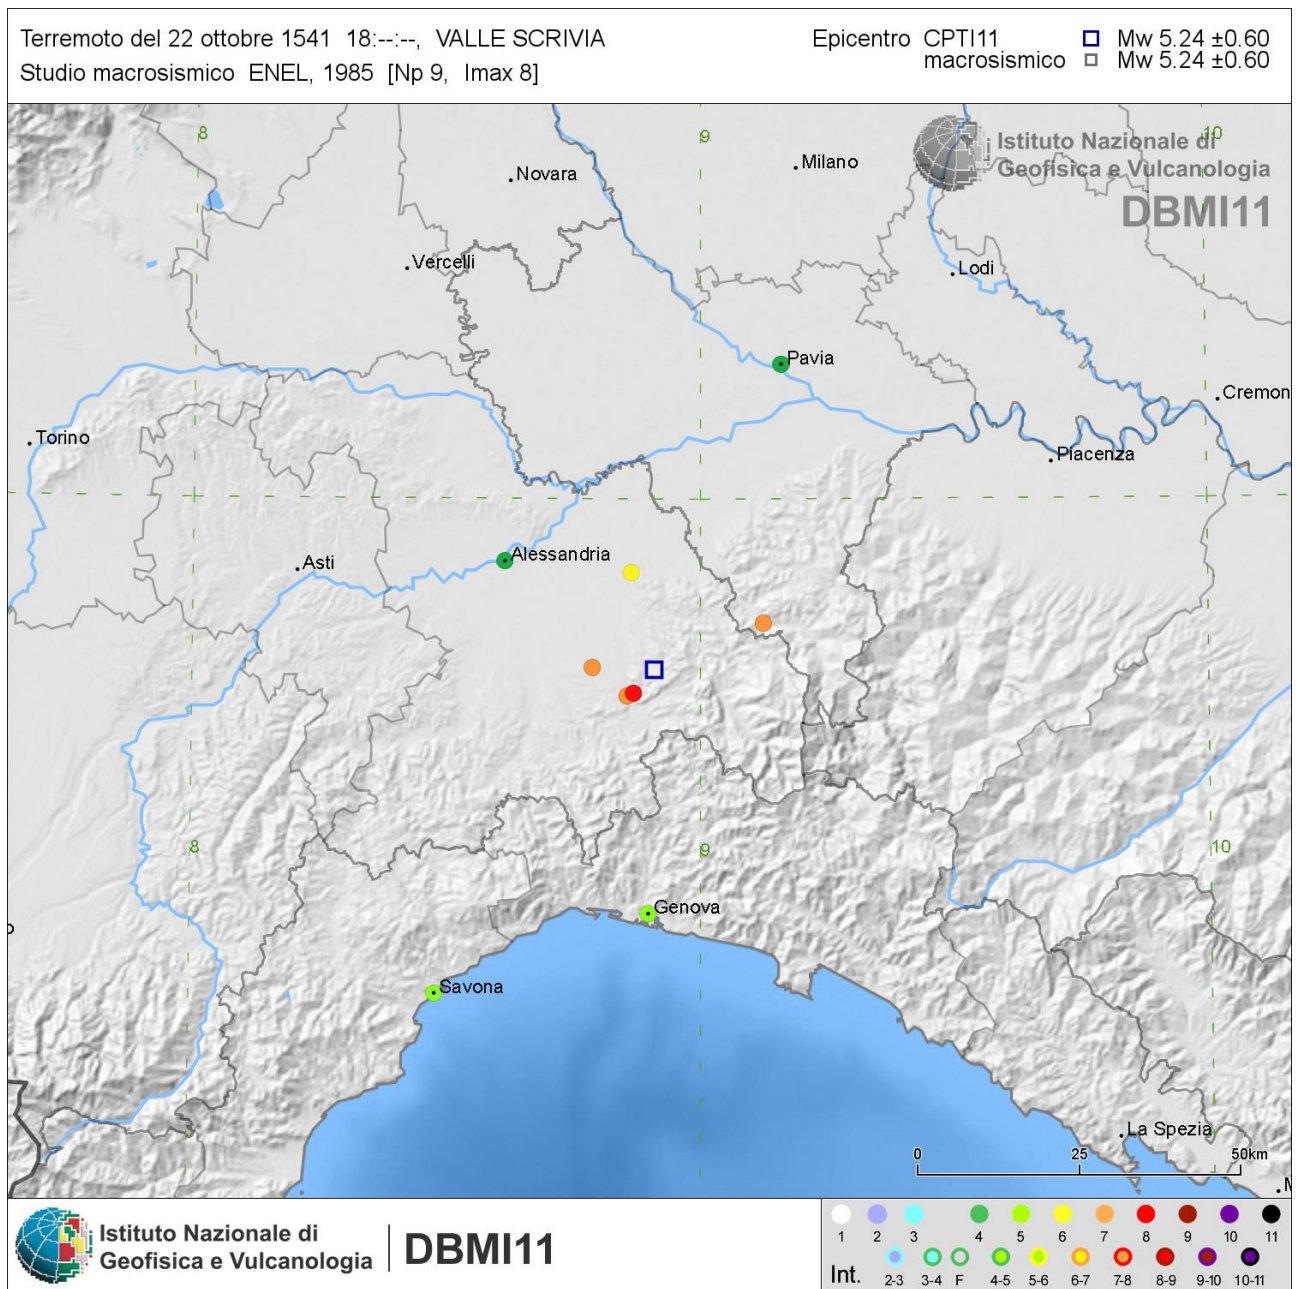 Terremoto del 22 ottobre 1541 18:--:--, VALLE SCRIVIA
Studio macrosismico ENEL, 1985 [Np 9, Imax 8]
Epicentro CPTI11 Mw 5.24 ±0.60
macrosismico Mw 5.24 ±0.60
8
9
10
Istituto Nazionale di
Geofisica e Vulcanologia
DBMI11
Novara
Milano
Vercelli
Lodi
Pavia
Cremon
Torino
Piacenza
Alessandria
Asti
8
9
10
Genova
Savona
La Spezia
0 25 50km
M
Istituto Nazionale di
Geofisica e Vulcanologia
DBMI11
Int.
1 2 3 4 5 6 7 8 9 10 11
2-3 3-4 F 4-5 5-6 6-7 7-8 8-9 9-10 10-11